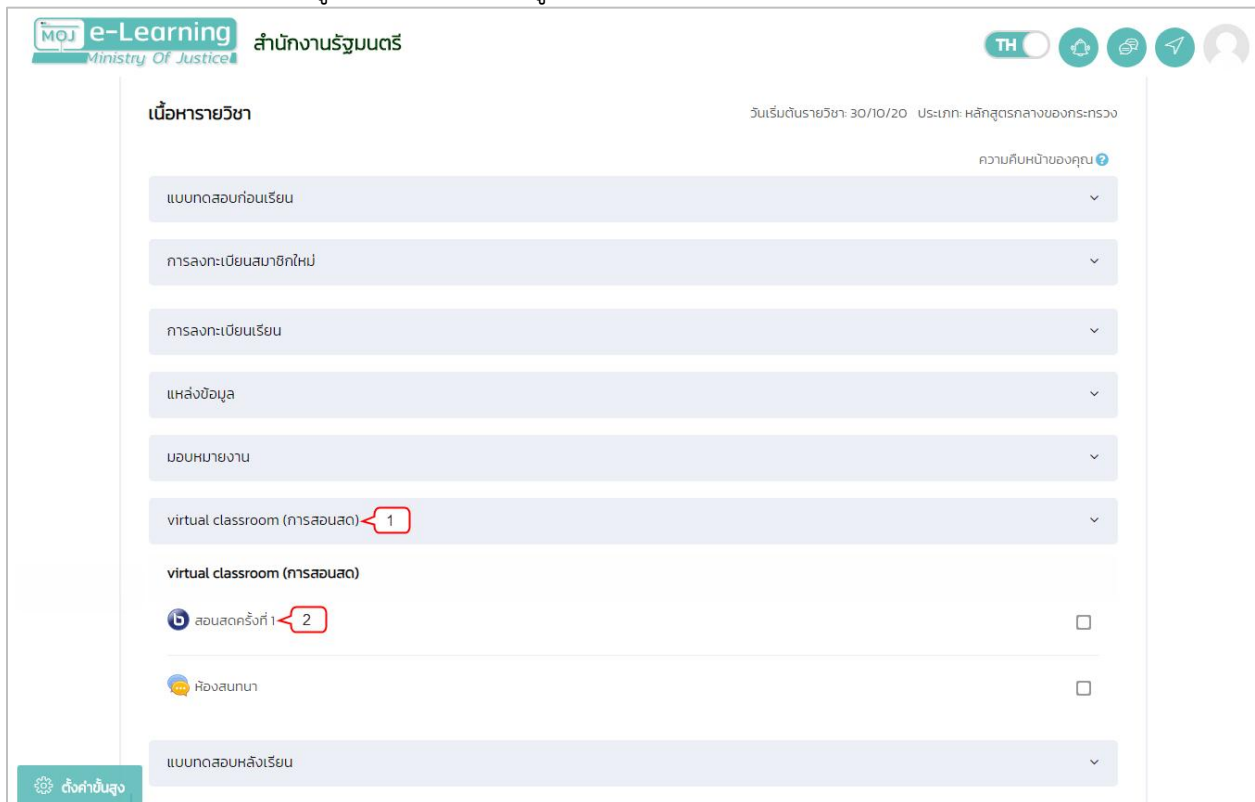 MOJ e-Learning
Ministry Of Justice
สำนักงานรัฐมนตรี
TH
เนื้อหารายวิชา
วันเริ่มต้นรายวิชา: 30/10/20 ประเภท: หลักสูตรกลางของกระทรวง
ความคืบหน้าของคุณ
แบบทดสอบก่อนเรียน
การลงทะเบียนสมาชิกใหม่
การลงทะเบียนเรียน
แหล่งข้อมูล
มอบหมายงาน
virtual classroom (การสอนสด) 1
virtual classroom (การสอนสด)
b สอนสดครั้งที่ 1 2
ห้องสนทนา
แบบทดสอบหลังเรียน
ตั้งค่าขั้นสูง